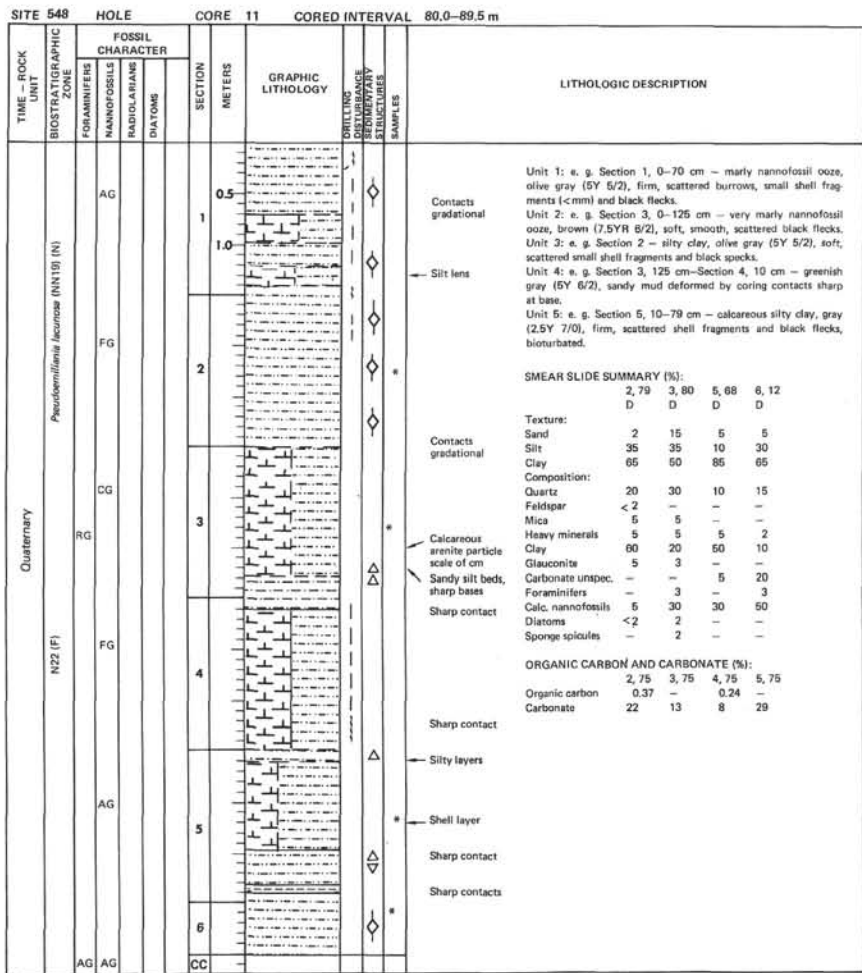 SITE 548 HOLE CORE 11 CORED INTERVAL 80.0–89.5 m
TIME – ROCK UNIT
BIOSTRATIGRAPHIC ZONE
FOSSIL CHARACTER
FORAMINIFERS
NANNOFOSSILS
RADIOLARIANS
DIATOMS
SECTION
METERS
GRAPHIC LITHOLOGY
DRILLING DISTURBANCE
SEDIMENTARY STRUCTURES
SAMPLES
LITHOLOGIC DESCRIPTION
Quaternary
Pseudoemiliania lacunosa (NN19) (N)
N22 (F)
AG
FG
CG
RG
FG
AG
AG AG
1
0.5
1.0
2
3
4
5
6
CC
*
*
*
*
Contacts
gradational
Silt lens
Contacts
gradational
Calcareous
arenite particle
scale of cm
Sandy silt beds,
sharp bases
Sharp contact
Sharp contact
Silty layers
Shell layer
Sharp contact
Sharp contacts
Unit 1: e. g. Section 1, 0–70 cm – marly nannofossil ooze,
olive gray (5Y 5/2), firm, scattered burrows, small shell frag-
ments (<mm) and black flecks.
Unit 2: e. g. Section 3, 0–125 cm – very marly nannofossil
ooze, brown (7.5YR 6/2), soft, smooth, scattered black flecks.
Unit 3: e. g. Section 2 – silty clay, olive gray (5Y 5/2), soft,
scattered small shell fragments and black specks.
Unit 4: e. g. Section 3, 125 cm–Section 4, 10 cm – greenish
gray (5Y 6/2), sandy mud deformed by coring contacts sharp
at base.
Unit 5: e. g. Section 5, 10–79 cm – calcareous silty clay, gray
(2.5Y 7/0), firm, scattered shell fragments and black flecks,
bioturbated.
SMEAR SLIDE SUMMARY (%):
2, 79 3, 80 5, 68 6, 12
D D D D
Texture:
Sand 2 15 5 5
Silt 35 35 10 30
Clay 65 50 85 65
Composition:
Quartz 20 30 10 15
Feldspar <2 – – –
Mica 5 5 – –
Heavy minerals 5 5 5 2
Clay 60 20 50 10
Glauconite 5 3 – –
Carbonate unspec. – – 5 20
Foraminifers – 3 – 3
Calc. nannofossils 5 30 30 50
Diatoms <2 2 – –
Sponge spicules – 2 – –
ORGANIC CARBON AND CARBONATE (%):
2, 75 3, 75 4, 75 5, 75
Organic carbon 0.37 – 0.24 –
Carbonate 22 13 8 29